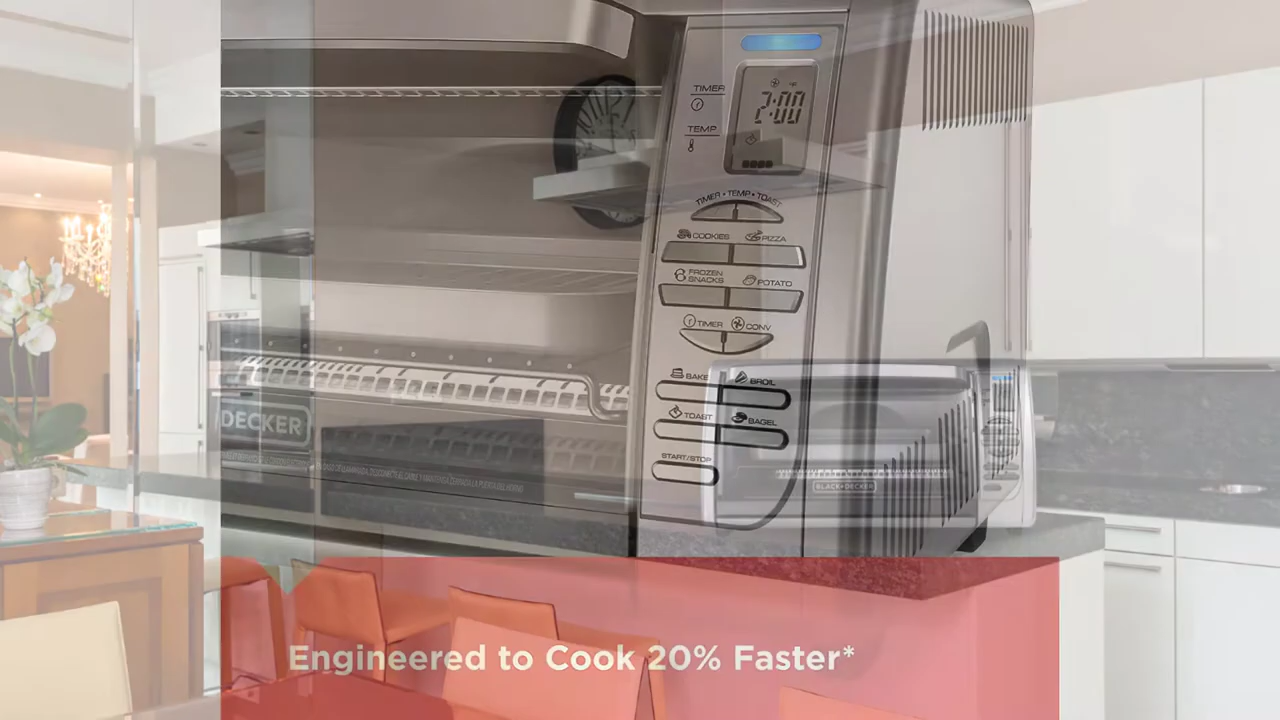 TIMER
2:00
TEMP
TIMER • TEMP • TOAST
COOKIES PIZZA
FROZEN SNACKS POTATO
TIMER CONV
BAKE BROIL
TOAST BAGEL
START/STOP
DECKER
BLACK+DECKER
Engineered to Cook 20% Faster*